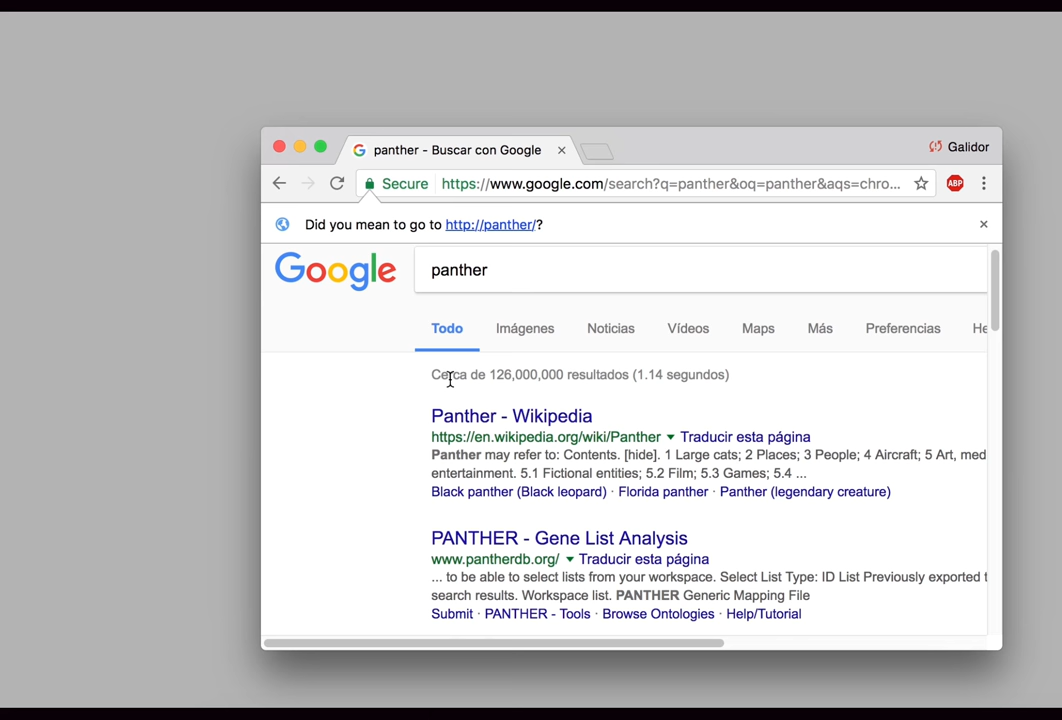 panther - Buscar con Google
Galidor
Secure https://www.google.com/search?q=panther&oq=panther&aqs=chro...
ABP
Did you mean to go to http://panther/?
Google
panther
Todo Imágenes Noticias Vídeos Maps Más Preferencias He
Cerca de 126,000,000 resultados (1.14 segundos)
Panther - Wikipedia
https://en.wikipedia.org/wiki/Panther Traducir esta página
Panther may refer to: Contents. [hide]. 1 Large cats; 2 Places; 3 People; 4 Aircraft; 5 Art, med
entertainment. 5.1 Fictional entities; 5.2 Film; 5.3 Games; 5.4 ...
Black panther (Black leopard) · Florida panther · Panther (legendary creature)
PANTHER - Gene List Analysis
www.pantherdb.org/ Traducir esta página
... to be able to select lists from your workspace. Select List Type: ID List Previously exported t
search results. Workspace list. PANTHER Generic Mapping File
Submit · PANTHER - Tools · Browse Ontologies · Help/Tutorial